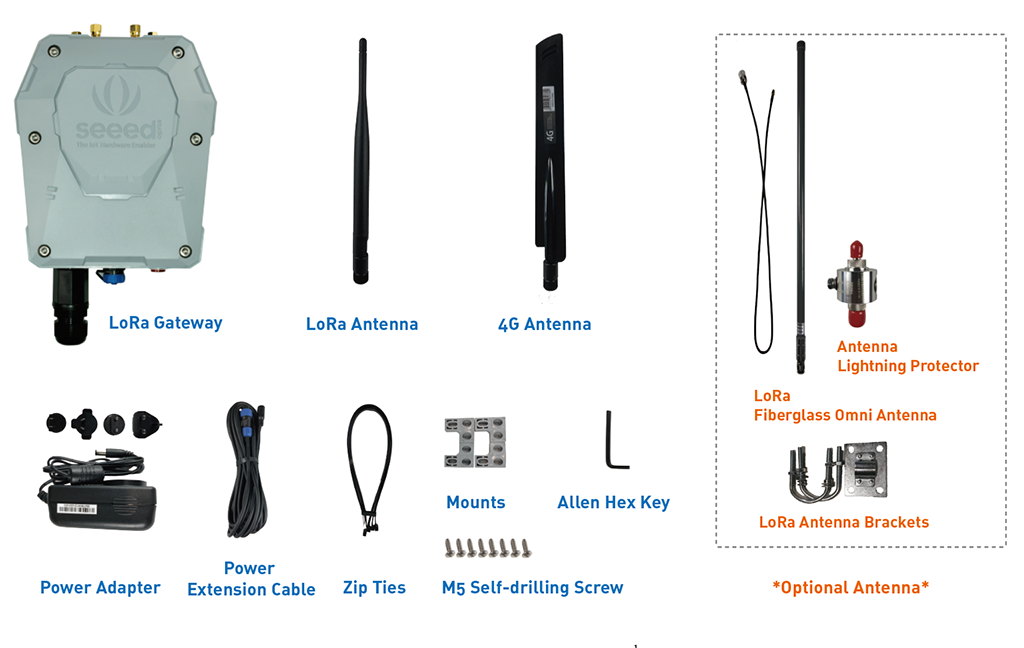 seeed
studio
The IoT Hardware Enabler
4G
LoRa Gateway
LoRa Antenna
4G Antenna
Antenna
Lightning Protector
LoRa
Fiberglass Omni Antenna
Mounts
Allen Hex Key
LoRa Antenna Brackets
Power Adapter
Power
Extension Cable
Zip Ties
M5 Self-drilling Screw
*Optional Antenna*